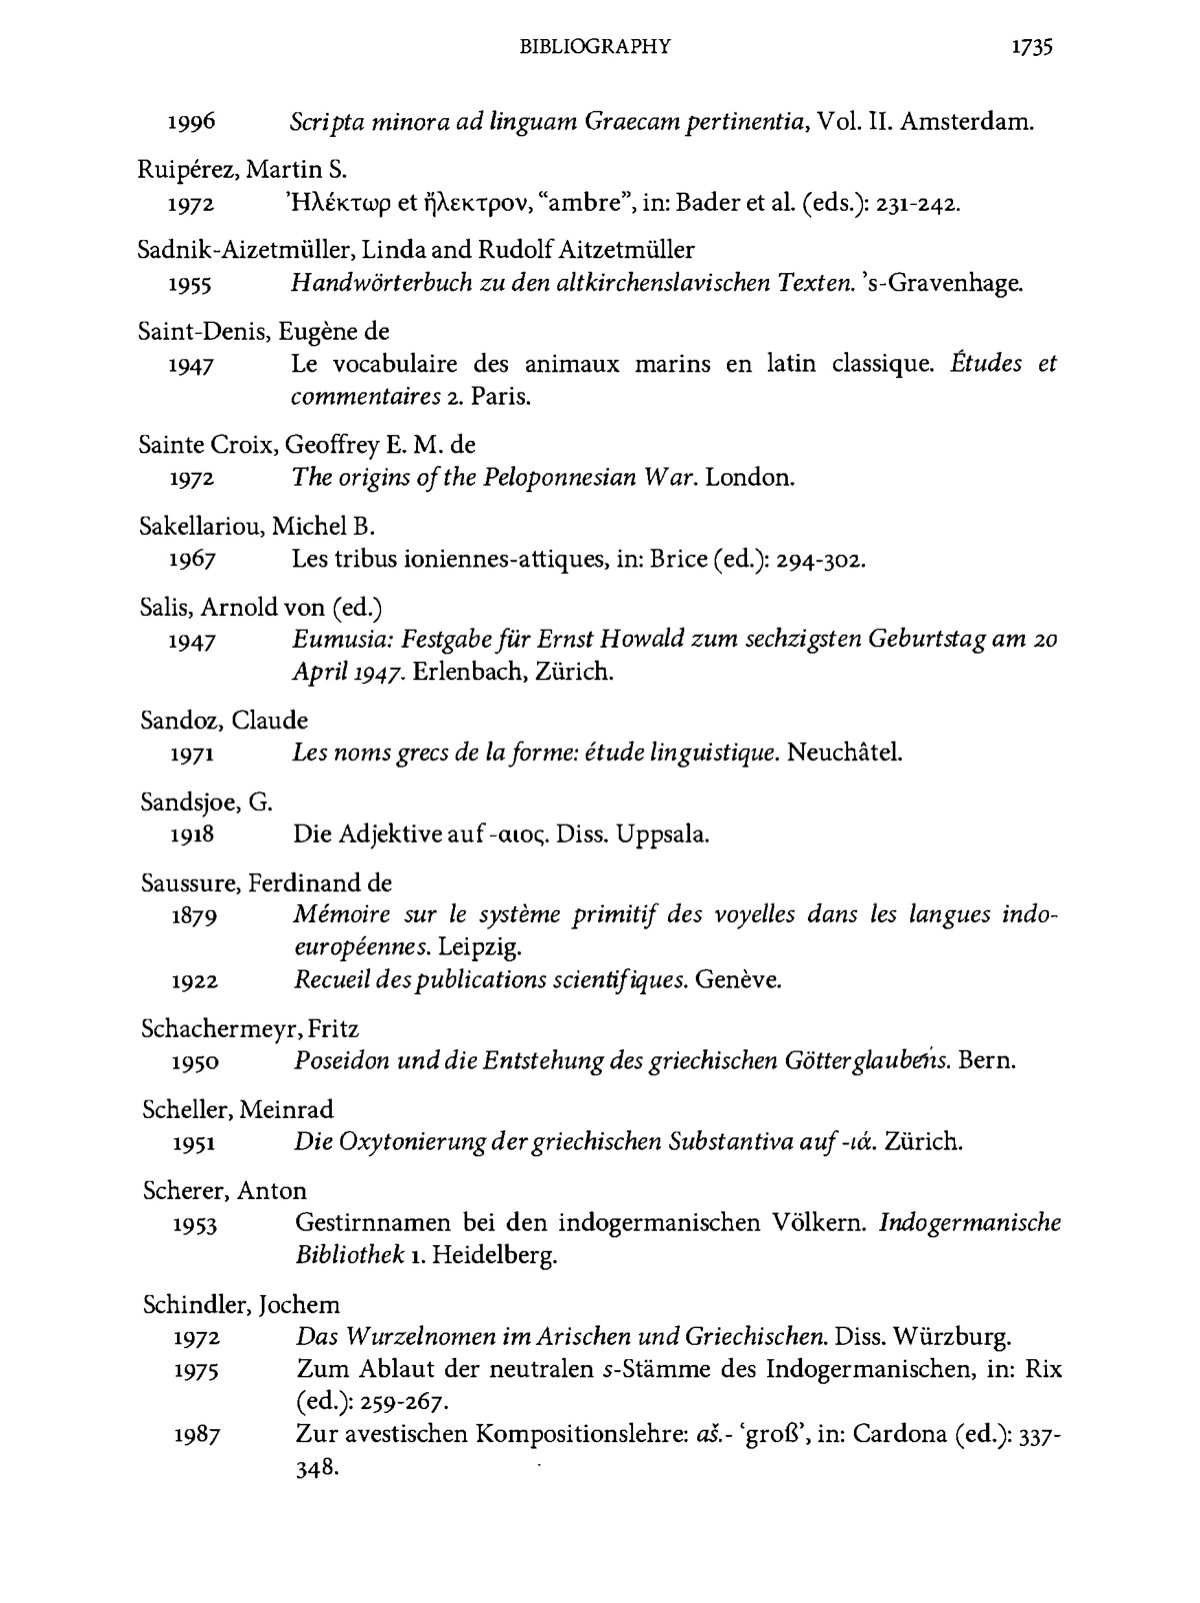 BIBLIOGRAPHY 1735
1996 Scripta minora ad linguam Graecam pertinentia, Vol. II. Amsterdam.
Ruipérez, Martin S.
1972 Ἠλέκτωρ et ἤλεκτρον, “ambre”, in: Bader et al. (eds.): 231-242.
Sadnik-Aizetmüller, Linda and Rudolf Aitzetmüller
1955 Handwörterbuch zu den altkirchenslavischen Texten. ’s-Gravenhage.
Saint-Denis, Eugène de
1947 Le vocabulaire des animaux marins en latin classique. Études et
commentaires 2. Paris.
Sainte Croix, Geoffrey E. M. de
1972 The origins of the Peloponnesian War. London.
Sakellariou, Michel B.
1967 Les tribus ioniennes-attiques, in: Brice (ed.): 294-302.
Salis, Arnold von (ed.)
1947 Eumusia: Festgabe für Ernst Howald zum sechzigsten Geburtstag am 20
April 1947. Erlenbach, Zürich.
Sandoz, Claude
1971 Les noms grecs de la forme: étude linguistique. Neuchâtel.
Sandsjoe, G.
1918 Die Adjektive auf -αιος. Diss. Uppsala.
Saussure, Ferdinand de
1879 Mémoire sur le système primitif des voyelles dans les langues indo-
européennes. Leipzig.
1922 Recueil des publications scientifiques. Genève.
Schachermeyr, Fritz
1950 Poseidon und die Entstehung des griechischen Götterglaubens. Bern.
Scheller, Meinrad
1951 Die Oxytonierung der griechischen Substantiva auf -ιά. Zürich.
Scherer, Anton
1953 Gestirnnamen bei den indogermanischen Völkern. Indogermanische
Bibliothek 1. Heidelberg.
Schindler, Jochem
1972 Das Wurzelnomen im Arischen und Griechischen. Diss. Würzburg.
1975 Zum Ablaut der neutralen s-Stämme des Indogermanischen, in: Rix
(ed.): 259-267.
1987 Zur avestischen Kompositionslehre: aš.- ‘groß’, in: Cardona (ed.): 337-
348.